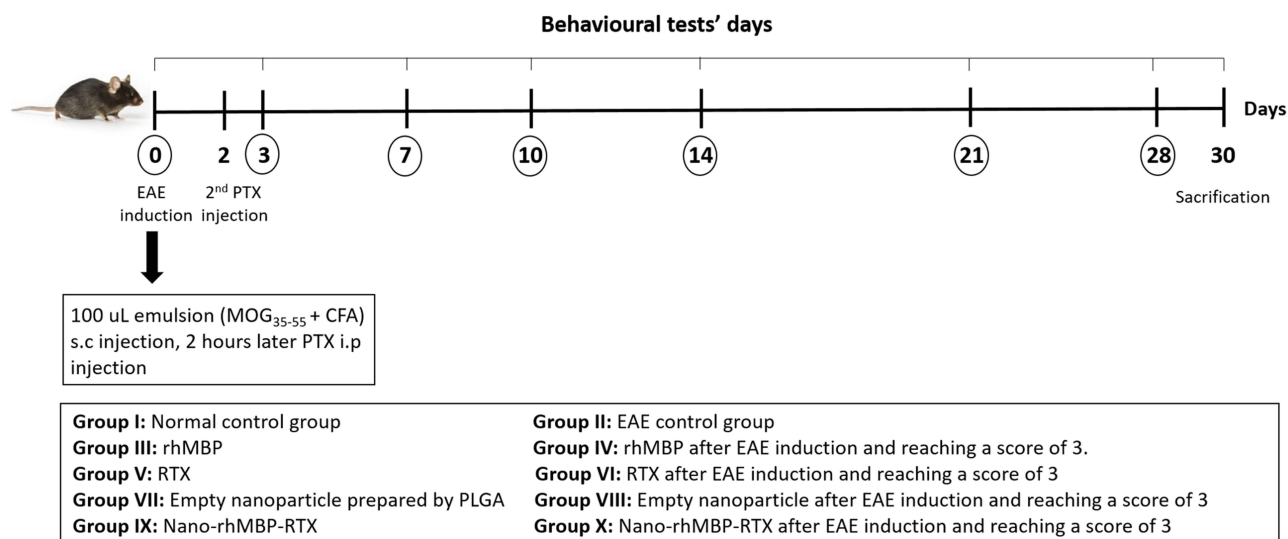 Behavioural tests’ days
Days
0 2 3 7 10 14 21 28 30
EAE induction
2nd PTX injection
Sacrification
100 uL emulsion (MOG35-55 + CFA)
s.c injection, 2 hours later PTX i.p
injection
Group I: Normal control group Group II: EAE control group
Group III: rhMBP Group IV: rhMBP after EAE induction and reaching a score of 3.
Group V: RTX Group VI: RTX after EAE induction and reaching a score of 3
Group VII: Empty nanoparticle prepared by PLGA Group VIII: Empty nanoparticle after EAE induction and reaching a score of 3
Group IX: Nano-rhMBP-RTX Group X: Nano-rhMBP-RTX after EAE induction and reaching a score of 3